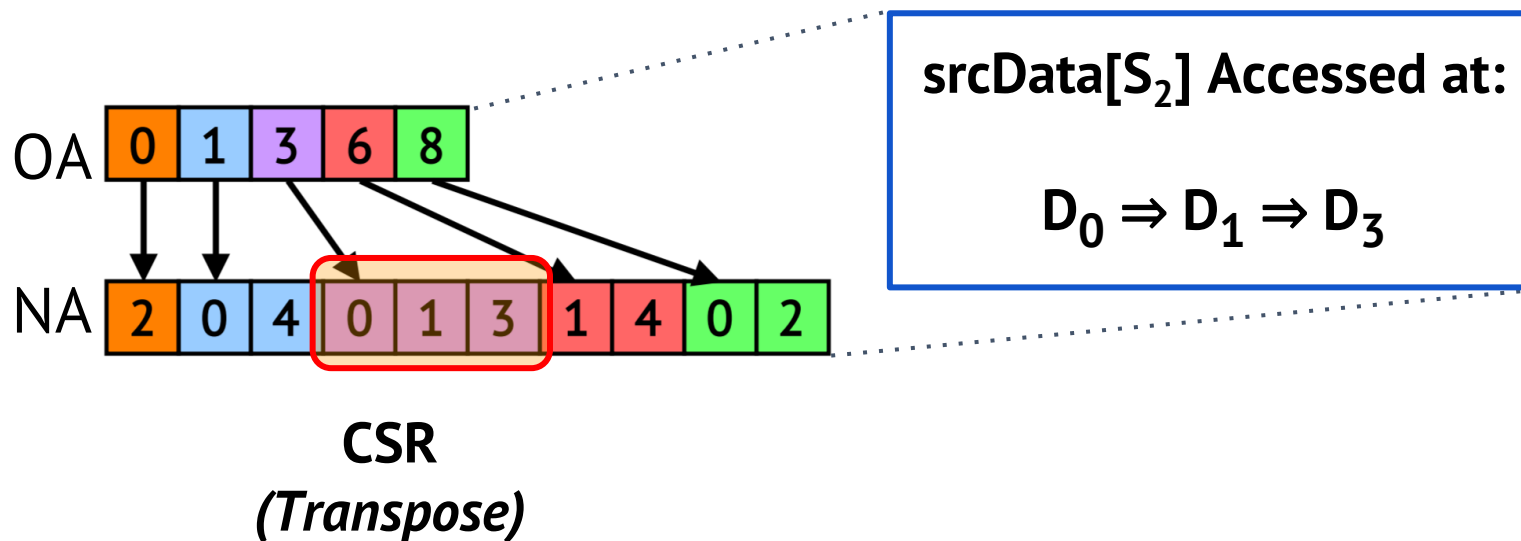 srcData[S₂] Accessed at:
D₀ ⇒ D₁ ⇒ D₃
OA 0 1 3 6 8
NA 2 0 4 0 1 3 1 4 0 2
CSR
(Transpose)